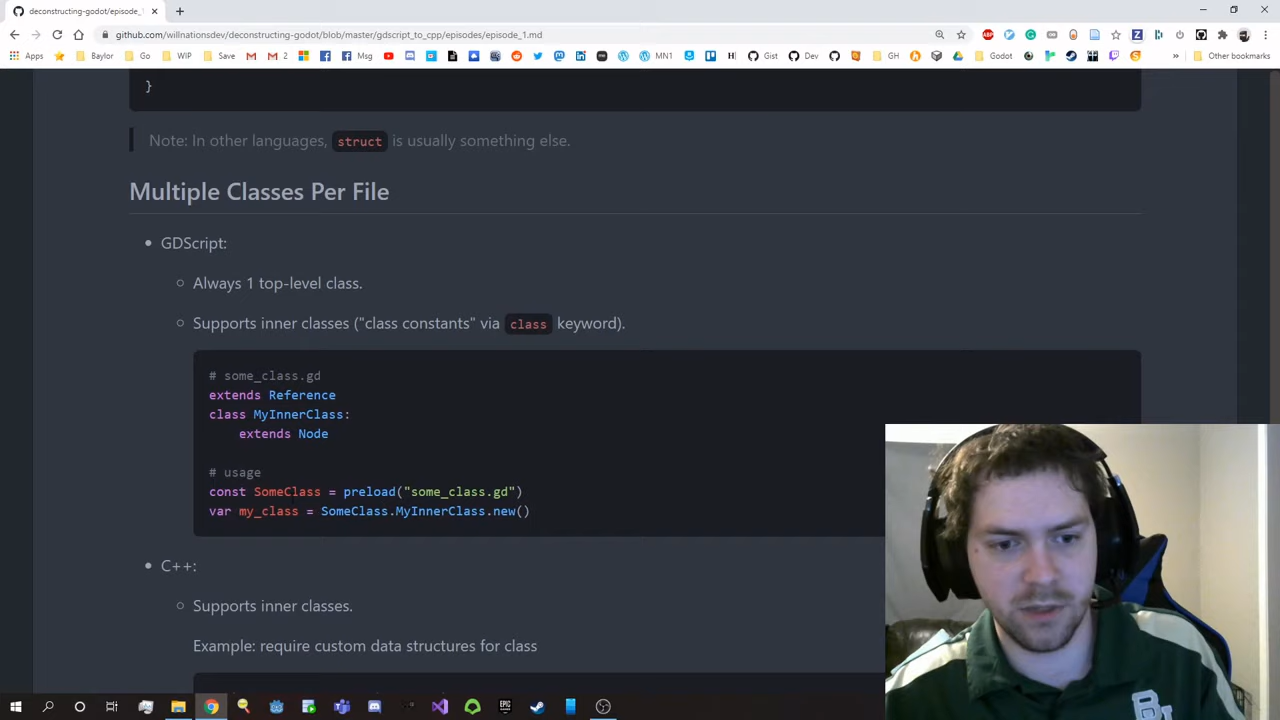 deconstructing-godot/episode_1.
github.com/willnationsdev/deconstructing-godot/blob/master/gdscript_to_cpp/episodes/episode_1.md
Apps Baylor Go WIP Save 2 Msg MN1 Gist Dev GH Godot Other bookmarks
}
Note: In other languages, struct is usually something else.
Multiple Classes Per File
GDScript:
Always 1 top-level class.
Supports inner classes ("class constants" via class keyword).
# some_class.gd
extends Reference
class MyInnerClass:
extends Node
# usage
const SomeClass = preload("some_class.gd")
var my_class = SomeClass.MyInnerClass.new()
C++:
Supports inner classes.
Example: require custom data structures for class